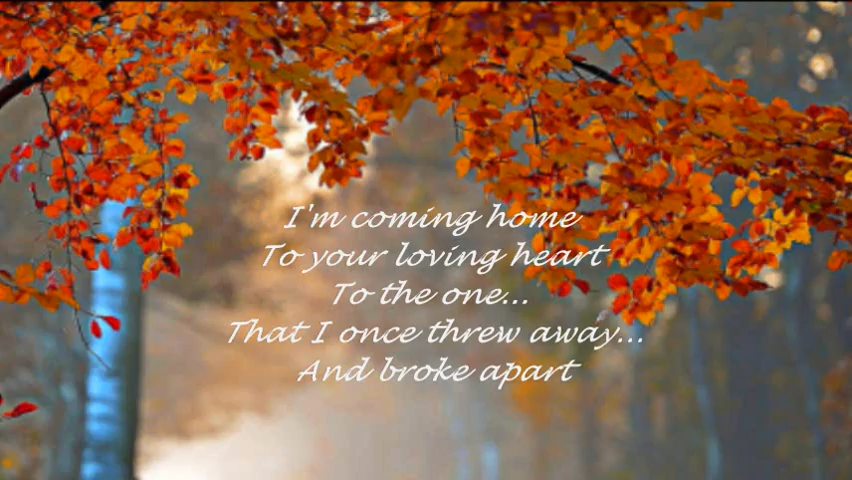 I'm coming home
To your loving heart
To the one...
That I once threw away...
And broke apart